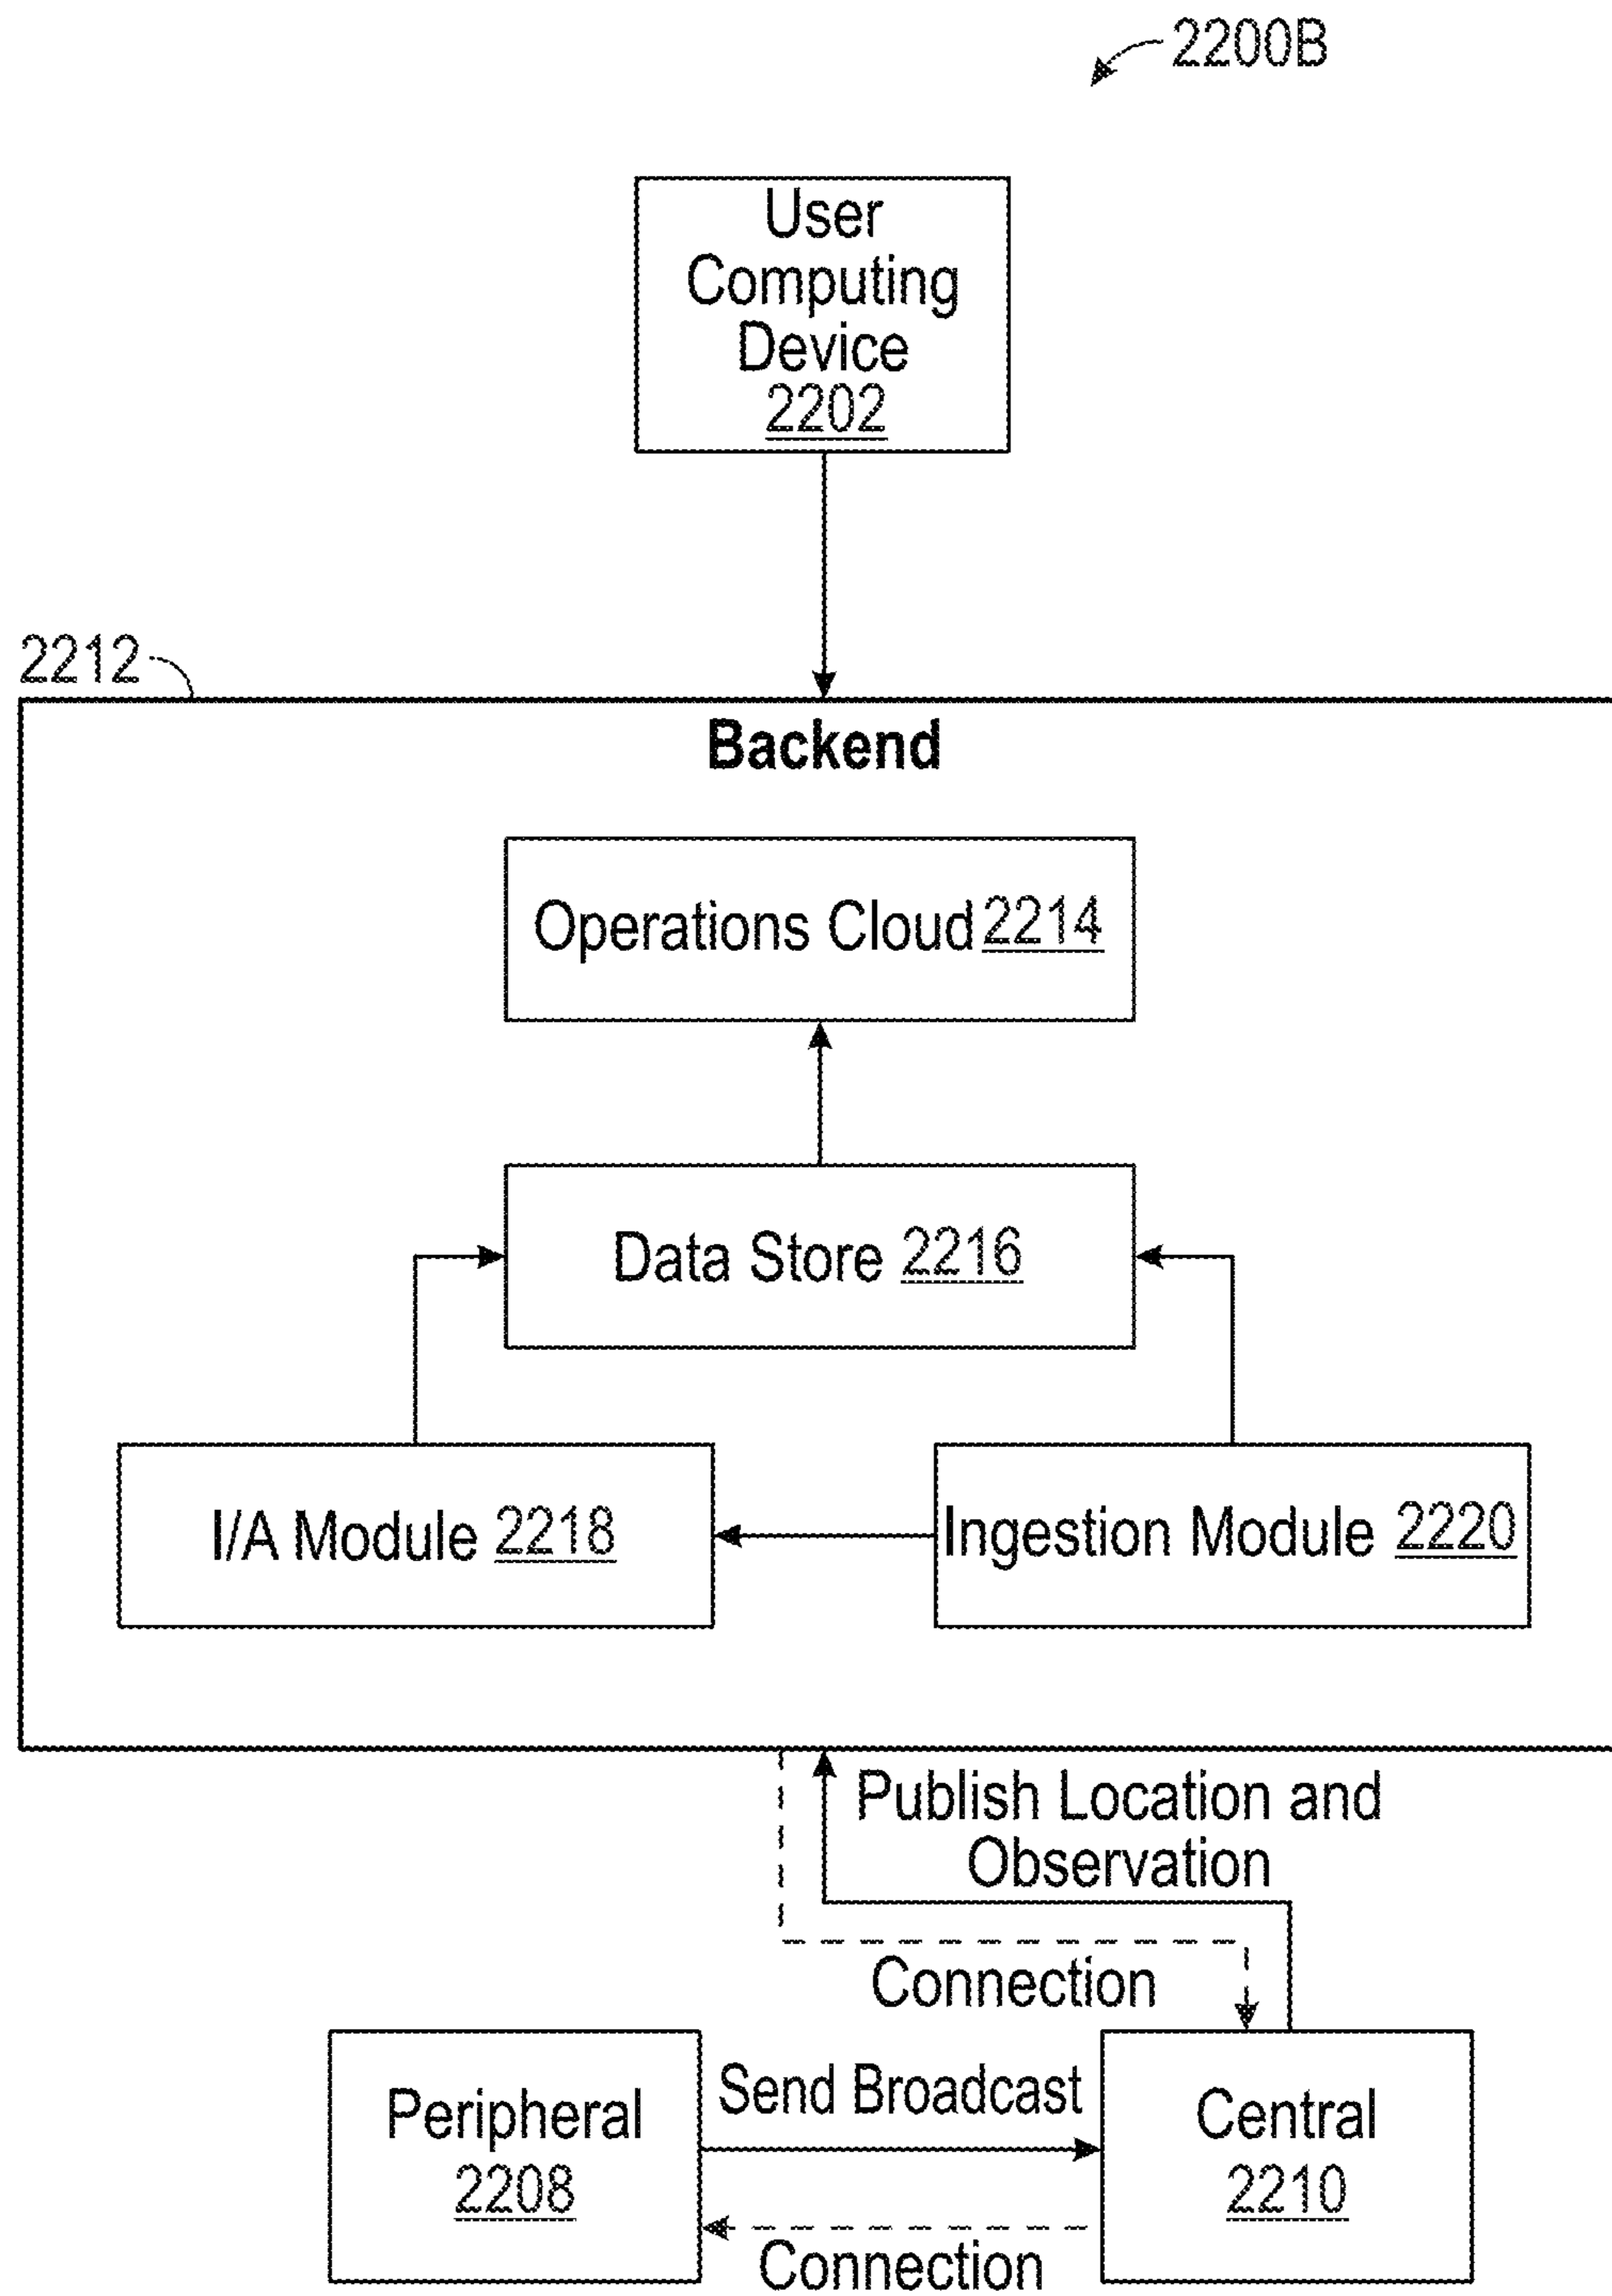 2200B
User
Computing
Device
2202
2212
Backend
Operations Cloud 2214
Data Store 2216
I/A Module 2218
Ingestion Module 2220
Publish Location and
Observation
Connection
Peripheral
2208
Send Broadcast
Central
2210
Connection